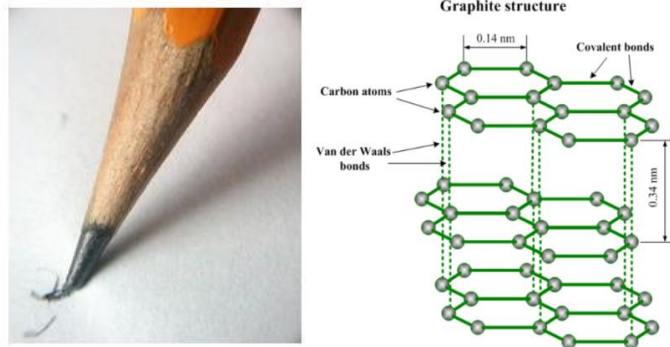 Graphite structure
0.14 nm
Covalent bonds
Carbon atoms
Van der Waals
bonds
0.34 nm